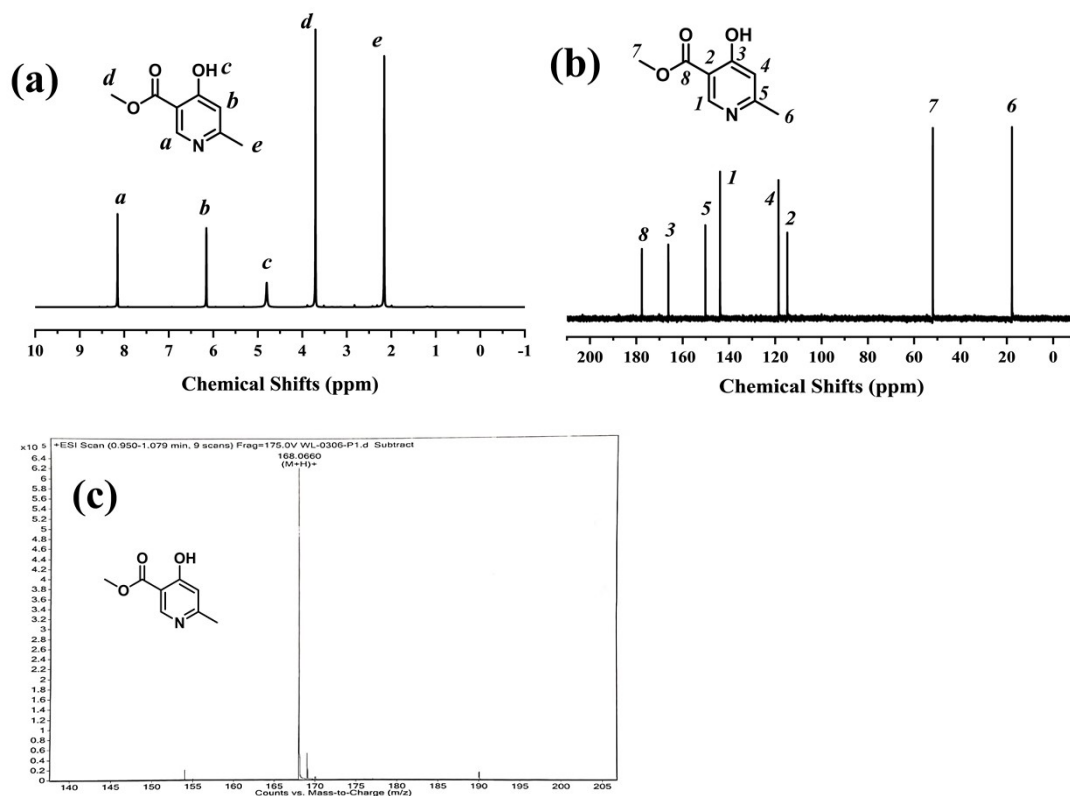 (a)
d
O
O
OH
c
b
a
N
e
a
b
c
d
e
10 9 8 7 6 5 4 3 2 1 0 -1
Chemical Shifts (ppm)
(b)
7
O
O
8
2
OH
3
4
1
5
N
6
8
3
5
1
4
2
7
6
200 180 160 140 120 100 80 60 40 20 0
Chemical Shifts (ppm)
x10 5
+ESI Scan (0.950-1.079 min, 9 scans) Frag=175.0V WL-0306-P1.d Subtract
168.0660
(M+H)+
(c)
O
OH
O
N
6.4
6.2
6
5.8
5.6
5.4
5.2
5
4.8
4.6
4.4
4.2
4
3.8
3.6
3.4
3.2
3
2.8
2.6
2.4
2.2
2
1.8
1.6
1.4
1.2
1
0.8
0.6
0.4
0.2
0
140 145 150 155 160 165 170 175 180 185 190 195 200 205
Counts vs. Mass-to-Charge (m/z)